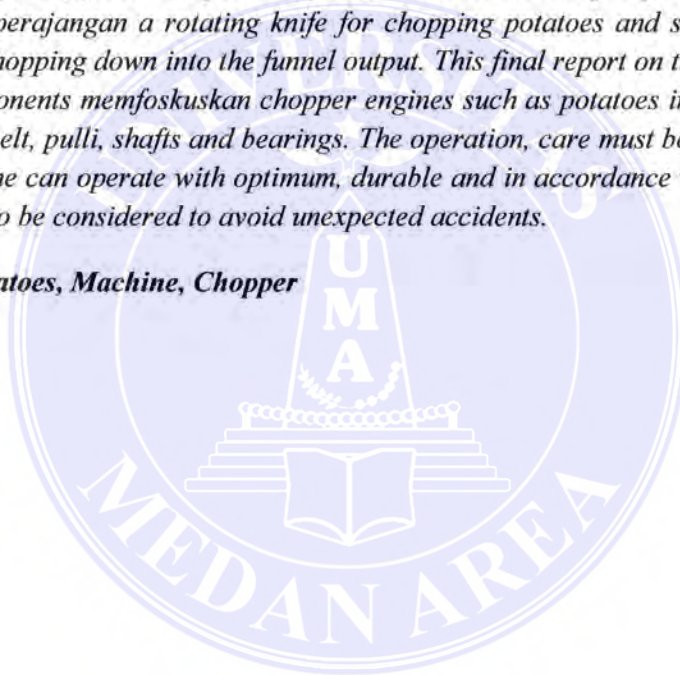 perajangan a rotating knife for chopping potatoes and s
hopping down into the funnel output. This final report on t
onents memfoskuskan chopper engines such as potatoes i
elt, pulli, shafts and bearings. The operation, care must b
ne can operate with optimum, durable and in accordance
o be considered to avoid unexpected accidents.
atoes, Machine, Chopper
UNIVERSITAS
UMA
MEDAN AREA